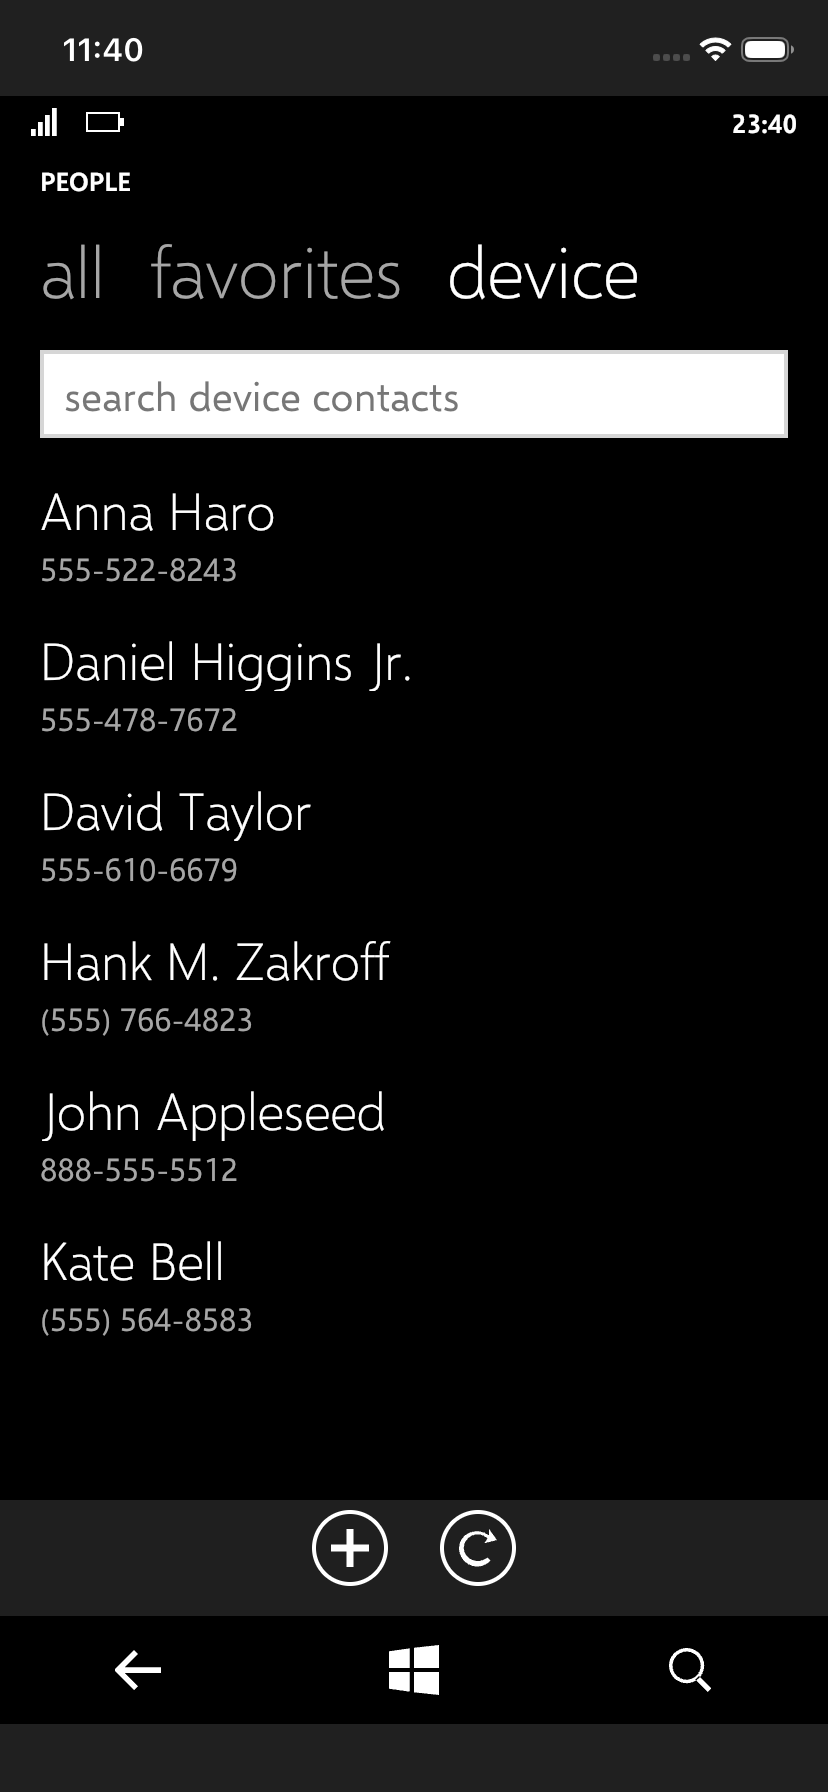 11:40
23:40
PEOPLE
all favorites device
search device contacts
Anna Haro
555-522-8243
Daniel Higgins Jr.
555-478-7672
David Taylor
555-610-6679
Hank M. Zakroff
(555) 766-4823
John Appleseed
888-555-5512
Kate Bell
(555) 564-8583